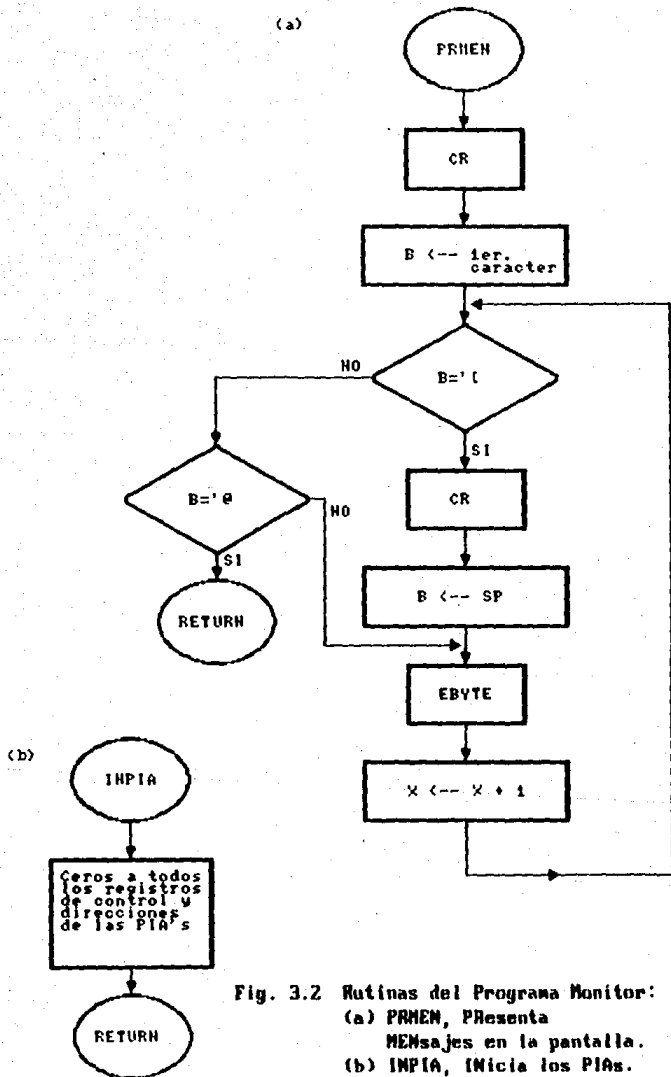 (a)
PRMEN
CR
B <-- 1er.
caracter
B='[
NO
SI
B='@
NO
SI
CR
RETURN
B <-- SP
EBYTE
X <-- X + 1
(b)
INPIA
Ceros a todos
los registros
de control y
direcciones
de las PIA's
RETURN
Fig. 3.2 Rutinas del Programa Monitor:
(a) PRMEN, PResenta
MENsajes en la pantalla.
(b) INPIA, INicia los PIAs.